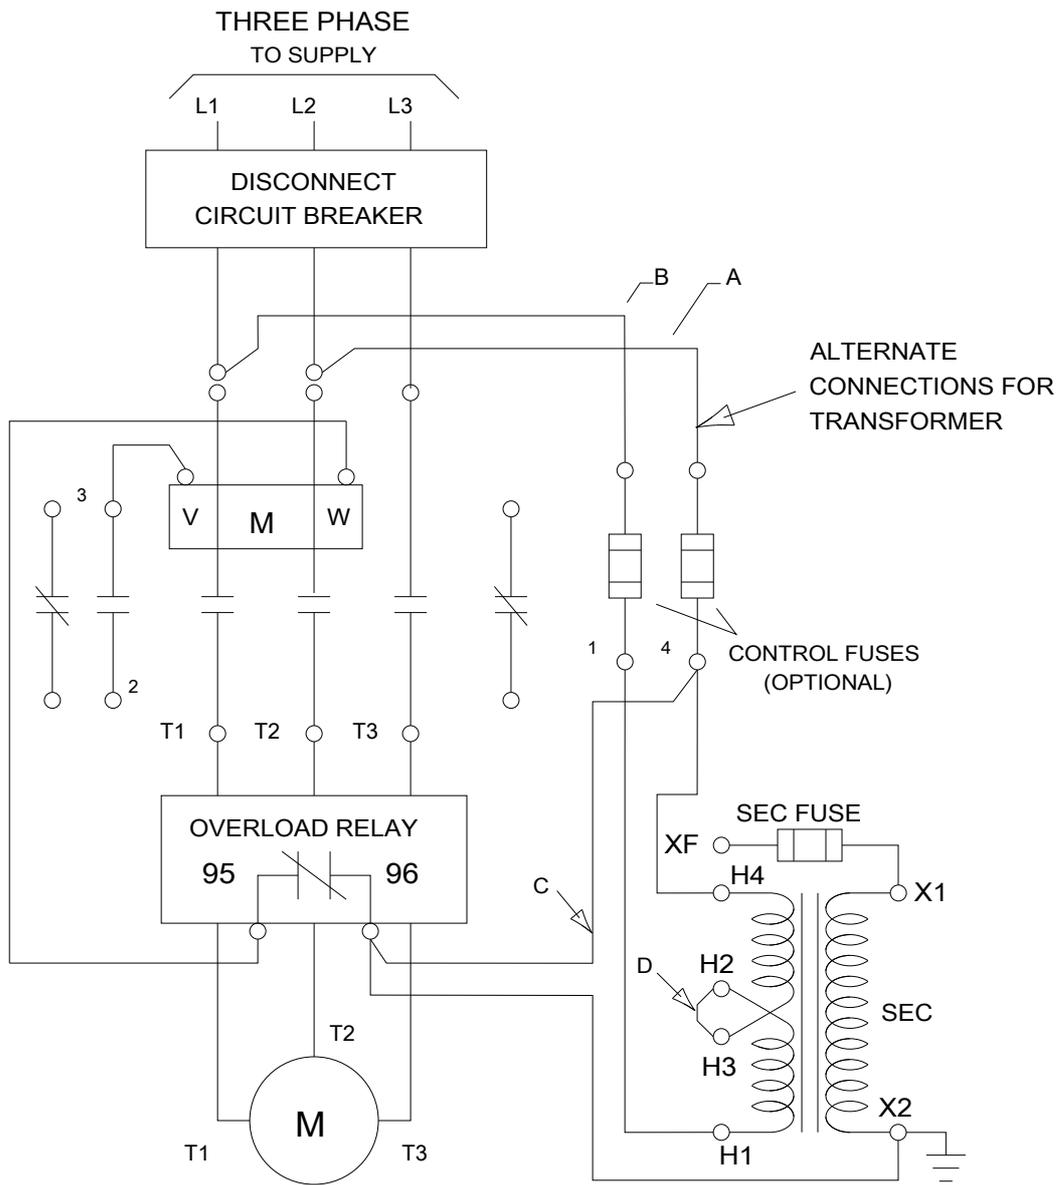 THREE PHASE
TO SUPPLY
L1 L2 L3
DISCONNECT
CIRCUIT BREAKER
B A
ALTERNATE
CONNECTIONS FOR
TRANSFORMER
3
V M W
1 4
CONTROL FUSES
(OPTIONAL)
2
T1 T2 T3
OVERLOAD RELAY
95 96
SEC FUSE
XF
H4 X1
C
D H2
SEC
H3
T2
M
T1 T3
X2
H1